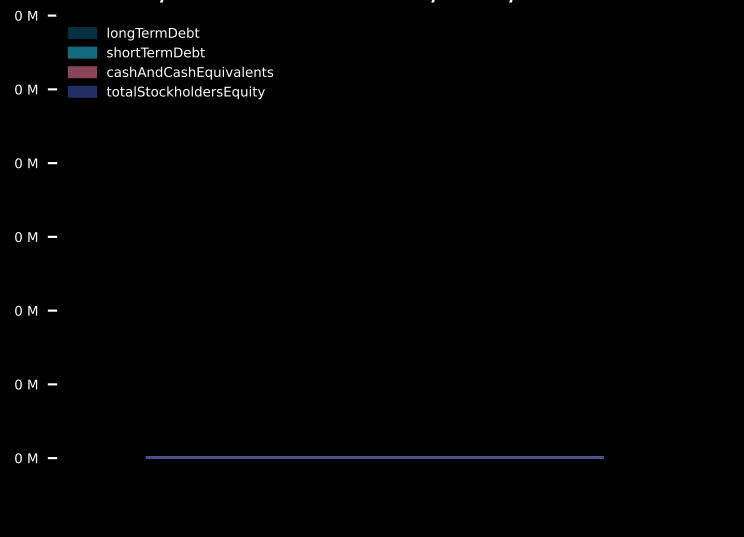 0 M
longTermDebt
shortTermDebt
cashAndCashEquivalents
totalStockholdersEquity
0 M
0 M
0 M
0 M
0 M
0 M